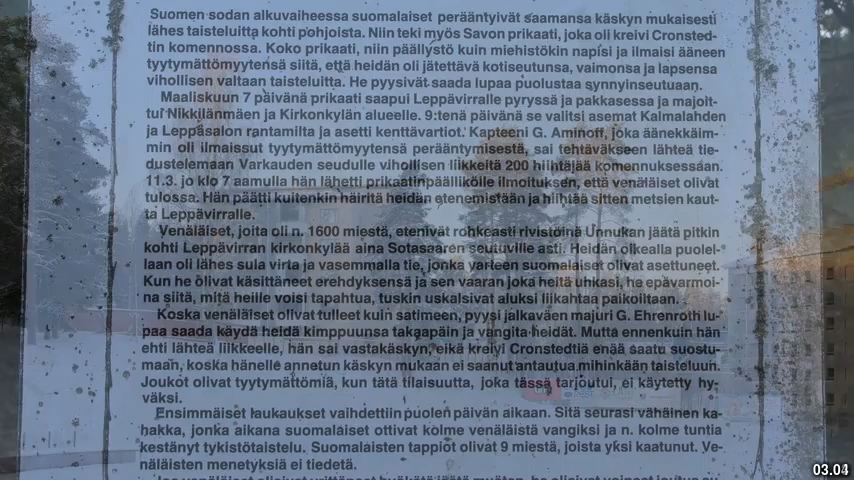 Suomen sodan alkuvaiheessa suomalaiset perääntyivät saamansa käskyn mukaisesti
lähes taisteluitta kohti pohjoista. Niin teki myös Savon prikaati, joka oli kreivi Cronsted-
tin komennossa. Koko prikaati, niin päällystö kuin miehistökin napisi ja ilmaisi ääneen
tyytymättömyytensä siitä, että heidän oli jätettävä kotiseutunsa, vaimonsa ja lapsensa
vihollisen valtaan taisteluitta. He pyysivät saada lupaa puolustaa synnyinseutuaan.
Maaliskuun 7 päivänä prikaati saapui Leppävirralle pyryssä ja pakkasessa ja majoit-
tui Nikkilänmäen ja Kirkonkylän alueelle. 9:tenä päivänä se valitsi asemat Kalmalahden
ja Leppäsalon rantamilta ja asetti kenttävartiot. Kapteeni G. Aminoff, joka äänekkäim-
min oli ilmaissut tyytymättömyytensä perääntymisestä, sai tehtäväkseen lähteä tie-
dustelemaan Varkauden seudulle vihollisen liikkeitä 200 hiihtäjää komennuksessaan.
11.3. jo klo 7 aamulla hän lähetti prikaatinpäällikölle ilmoituksen, että venäläiset olivat
tulossa. Hän päätti kuitenkin häiritä heidän etenemistään ja hiihtää sitten metsien kaut-
ta Leppävirralle.
Venäläiset, joita oli n. 1600 miestä, etenivät rohkeasti rivistöinä Unnukan jäätä pitkin
kohti Leppävirran kirkonkylää aina Sotasaaren seutuville asti. Heidän oikealla puolel-
laan oli lähes sula virta ja vasemmalla tie, jonka varteen suomalaiset olivat asettuneet.
Kun he olivat käsittäneet erehdyksensä ja sen vaaran joka heitä uhkasi, he epävarmoi-
na siitä, mitä heille voisi tapahtua, tuskin uskalsivat aluksi liikahtaa paikoiltaan.
Koska venäläiset olivat tulleet kuin satimeen, pyysi jalkaväen majuri G. Ehrenroth lu-
paa saada käydä heidä kimppuunsa takaapäin ja vangita heidät. Mutta ennenkuin hän
ehti lähteä liikkeelle, hän sai vastakäskyn, eikä kreivi Cronstedtiä enää saatu suostu-
maan, koska hänelle annetun käskyn mukaan ei saanut antautua mihinkään taisteluun.
Joukot olivat tyytymättömiä, kun tätä tilaisuutta, joka tässä tarjoutui, ei käytetty hy-
väksi.
Ensimmäiset laukaukset vaihdettiin puolen päivän aikaan. Sitä seurasi vähäinen ka-
hakka, jonka aikana suomalaiset ottivat kolme venäläistä vangiksi ja n. kolme tuntia
kestänyt tykistötaistelu. Suomalaisten tappiot olivat 9 miestä, joista yksi kaatunut. Ve-
näläisten menetyksiä ei tiedetä.
03.04